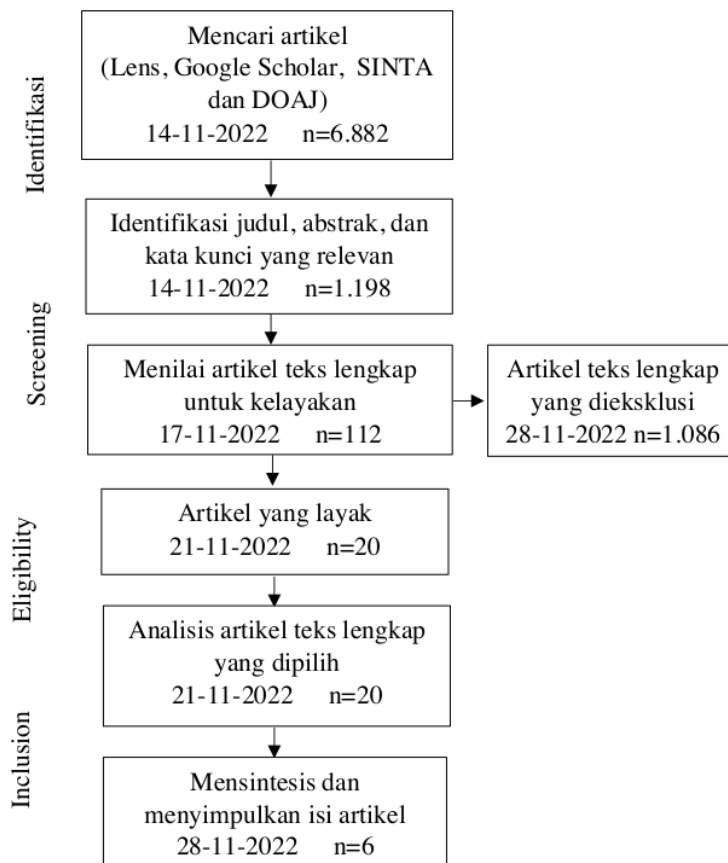 Identifikasi
Mencari artikel
(Lens, Google Scholar, SINTA
dan DOAJ)
14-11-2022 n=6.882
Identifikasi judul, abstrak, dan
kata kunci yang relevan
14-11-2022 n=1.198
Screening
Menilai artikel teks lengkap
untuk kelayakan
17-11-2022 n=112
Artikel teks lengkap
yang dieksklusi
28-11-2022 n=1.086
Eligibility
Artikel yang layak
21-11-2022 n=20
Analisis artikel teks lengkap
yang dipilih
21-11-2022 n=20
Inclusion
Mensintesis dan
menyimpulkan isi artikel
28-11-2022 n=6